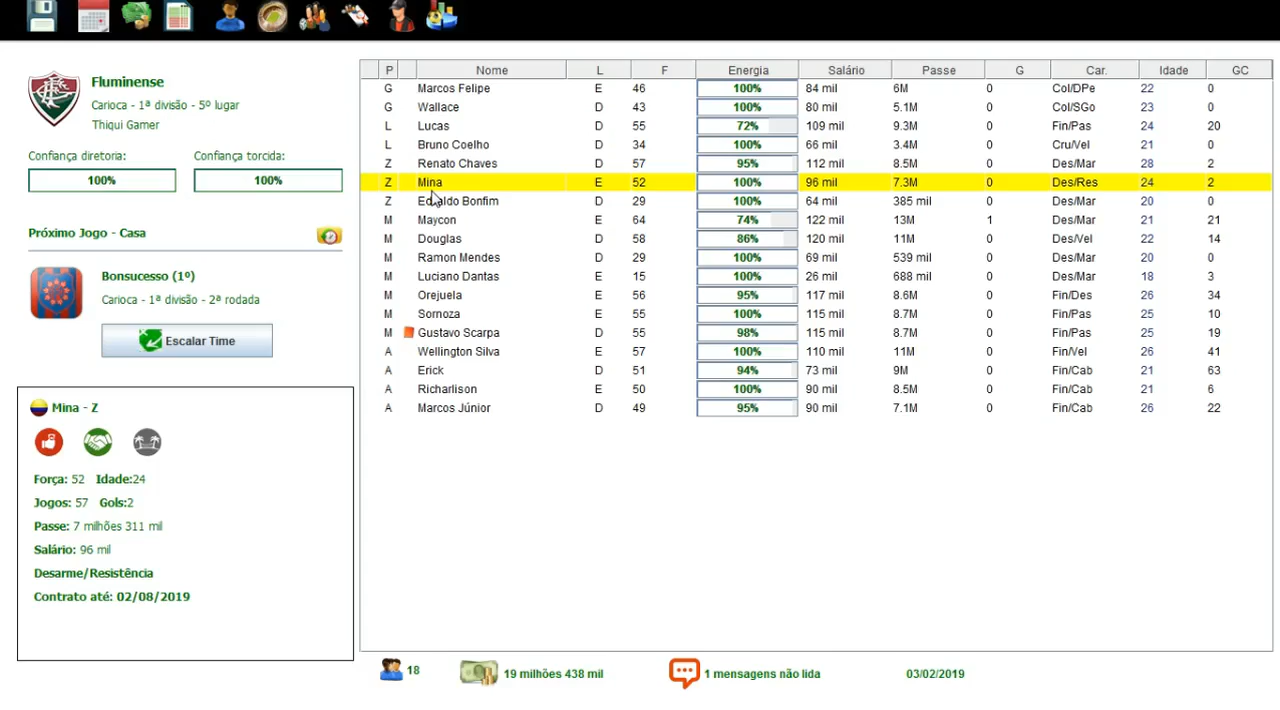 Fluminense
Carioca - 1ª divisão - 5º lugar
Thiqui Gamer
Confiança diretoria: Confiança torcida:
100% 100%
Próximo Jogo - Casa
Bonsucesso (1º)
Carioca - 1ª divisão - 2ª rodada
Escalar Time
Mina - Z
Força: 52 Idade:24
Jogos: 57 Gols:2
Passe: 7 milhões 311 mil
Salário: 96 mil
Desarme/Resistência
Contrato até: 02/08/2019
P Nome L F Energia Salário Passe G Car. Idade GC
G Marcos Felipe E 46 100% 84 mil 6M 0 Col/DPe 22 0
G Wallace D 43 100% 80 mil 5.1M 0 Col/SGo 23 0
L Lucas D 55 72% 109 mil 9.3M 0 Fin/Pas 24 20
L Bruno Coelho D 34 100% 66 mil 3.4M 0 Cru/Vel 21 0
Z Renato Chaves D 57 95% 112 mil 8.5M 0 Des/Mar 28 2
Z Mina E 52 100% 96 mil 7.3M 0 Des/Res 24 2
Z Bonfim D 29 100% 64 mil 385 mil 0 Des/Mar 20 0
M Maycon E 64 74% 122 mil 13M 1 Des/Mar 21 21
M Douglas D 58 86% 120 mil 11M 0 Des/Vel 22 14
M Ramon Mendes D 29 100% 69 mil 539 mil 0 Des/Mar 20 0
M Luciano Dantas E 15 100% 26 mil 688 mil 0 Des/Mar 18 3
M Orejuela E 56 95% 117 mil 8.6M 0 Fin/Des 26 34
M Sornoza E 55 100% 115 mil 8.7M 0 Fin/Pas 25 10
M Gustavo Scarpa D 55 98% 115 mil 8.7M 0 Fin/Pas 25 19
A Wellington Silva E 57 100% 110 mil 11M 0 Fin/Vel 26 41
A Erick D 51 94% 73 mil 9M 0 Fin/Cab 21 63
A Richarlison E 50 100% 90 mil 8.5M 0 Fin/Cab 21 6
A Marcos Júnior D 49 95% 90 mil 7.1M 0 Fin/Cab 26 22
18 19 milhões 438 mil 1 mensagens não lida 03/02/2019